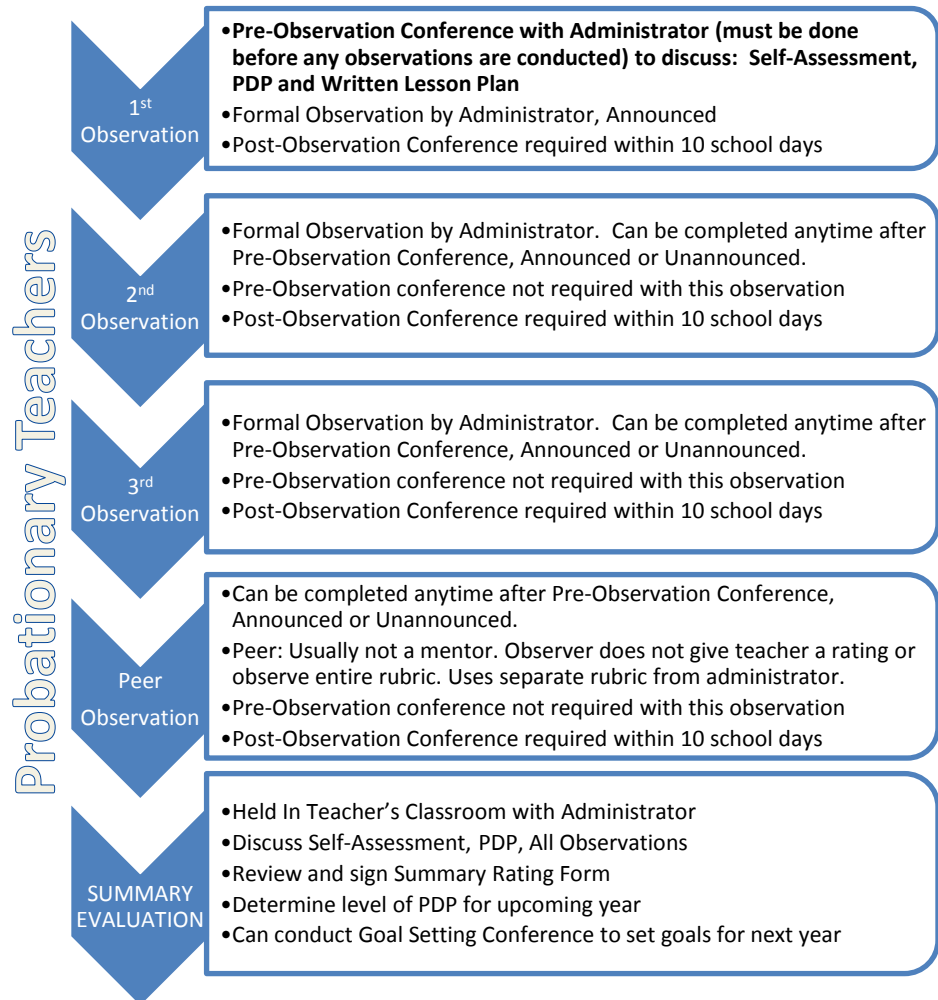 Probationary Teachers
1st
Observation
•Pre-Observation Conference with Administrator (must be done
before any observations are conducted) to discuss:  Self-Assessment,
PDP and Written Lesson Plan
•Formal Observation by Administrator, Announced
•Post-Observation Conference required within 10 school days
2nd
Observation
•Formal Observation by Administrator.  Can be completed anytime after
Pre-Observation Conference, Announced or Unannounced.
•Pre-Observation conference not required with this observation
•Post-Observation Conference required within 10 school days
3rd
Observation
•Formal Observation by Administrator.  Can be completed anytime after
Pre-Observation Conference, Announced or Unannounced.
•Pre-Observation conference not required with this observation
•Post-Observation Conference required within 10 school days
Peer
Observation
•Can be completed anytime after Pre-Observation Conference,
Announced or Unannounced.
•Peer: Usually not a mentor. Observer does not give teacher a rating or
observe entire rubric. Uses separate rubric from administrator.
•Pre-Observation conference not required with this observation
•Post-Observation Conference required within 10 school days
SUMMARY
EVALUATION
•Held In Teacher’s Classroom with Administrator
•Discuss Self-Assessment, PDP, All Observations
•Review and sign Summary Rating Form
•Determine level of PDP for upcoming year
•Can conduct Goal Setting Conference to set goals for next year